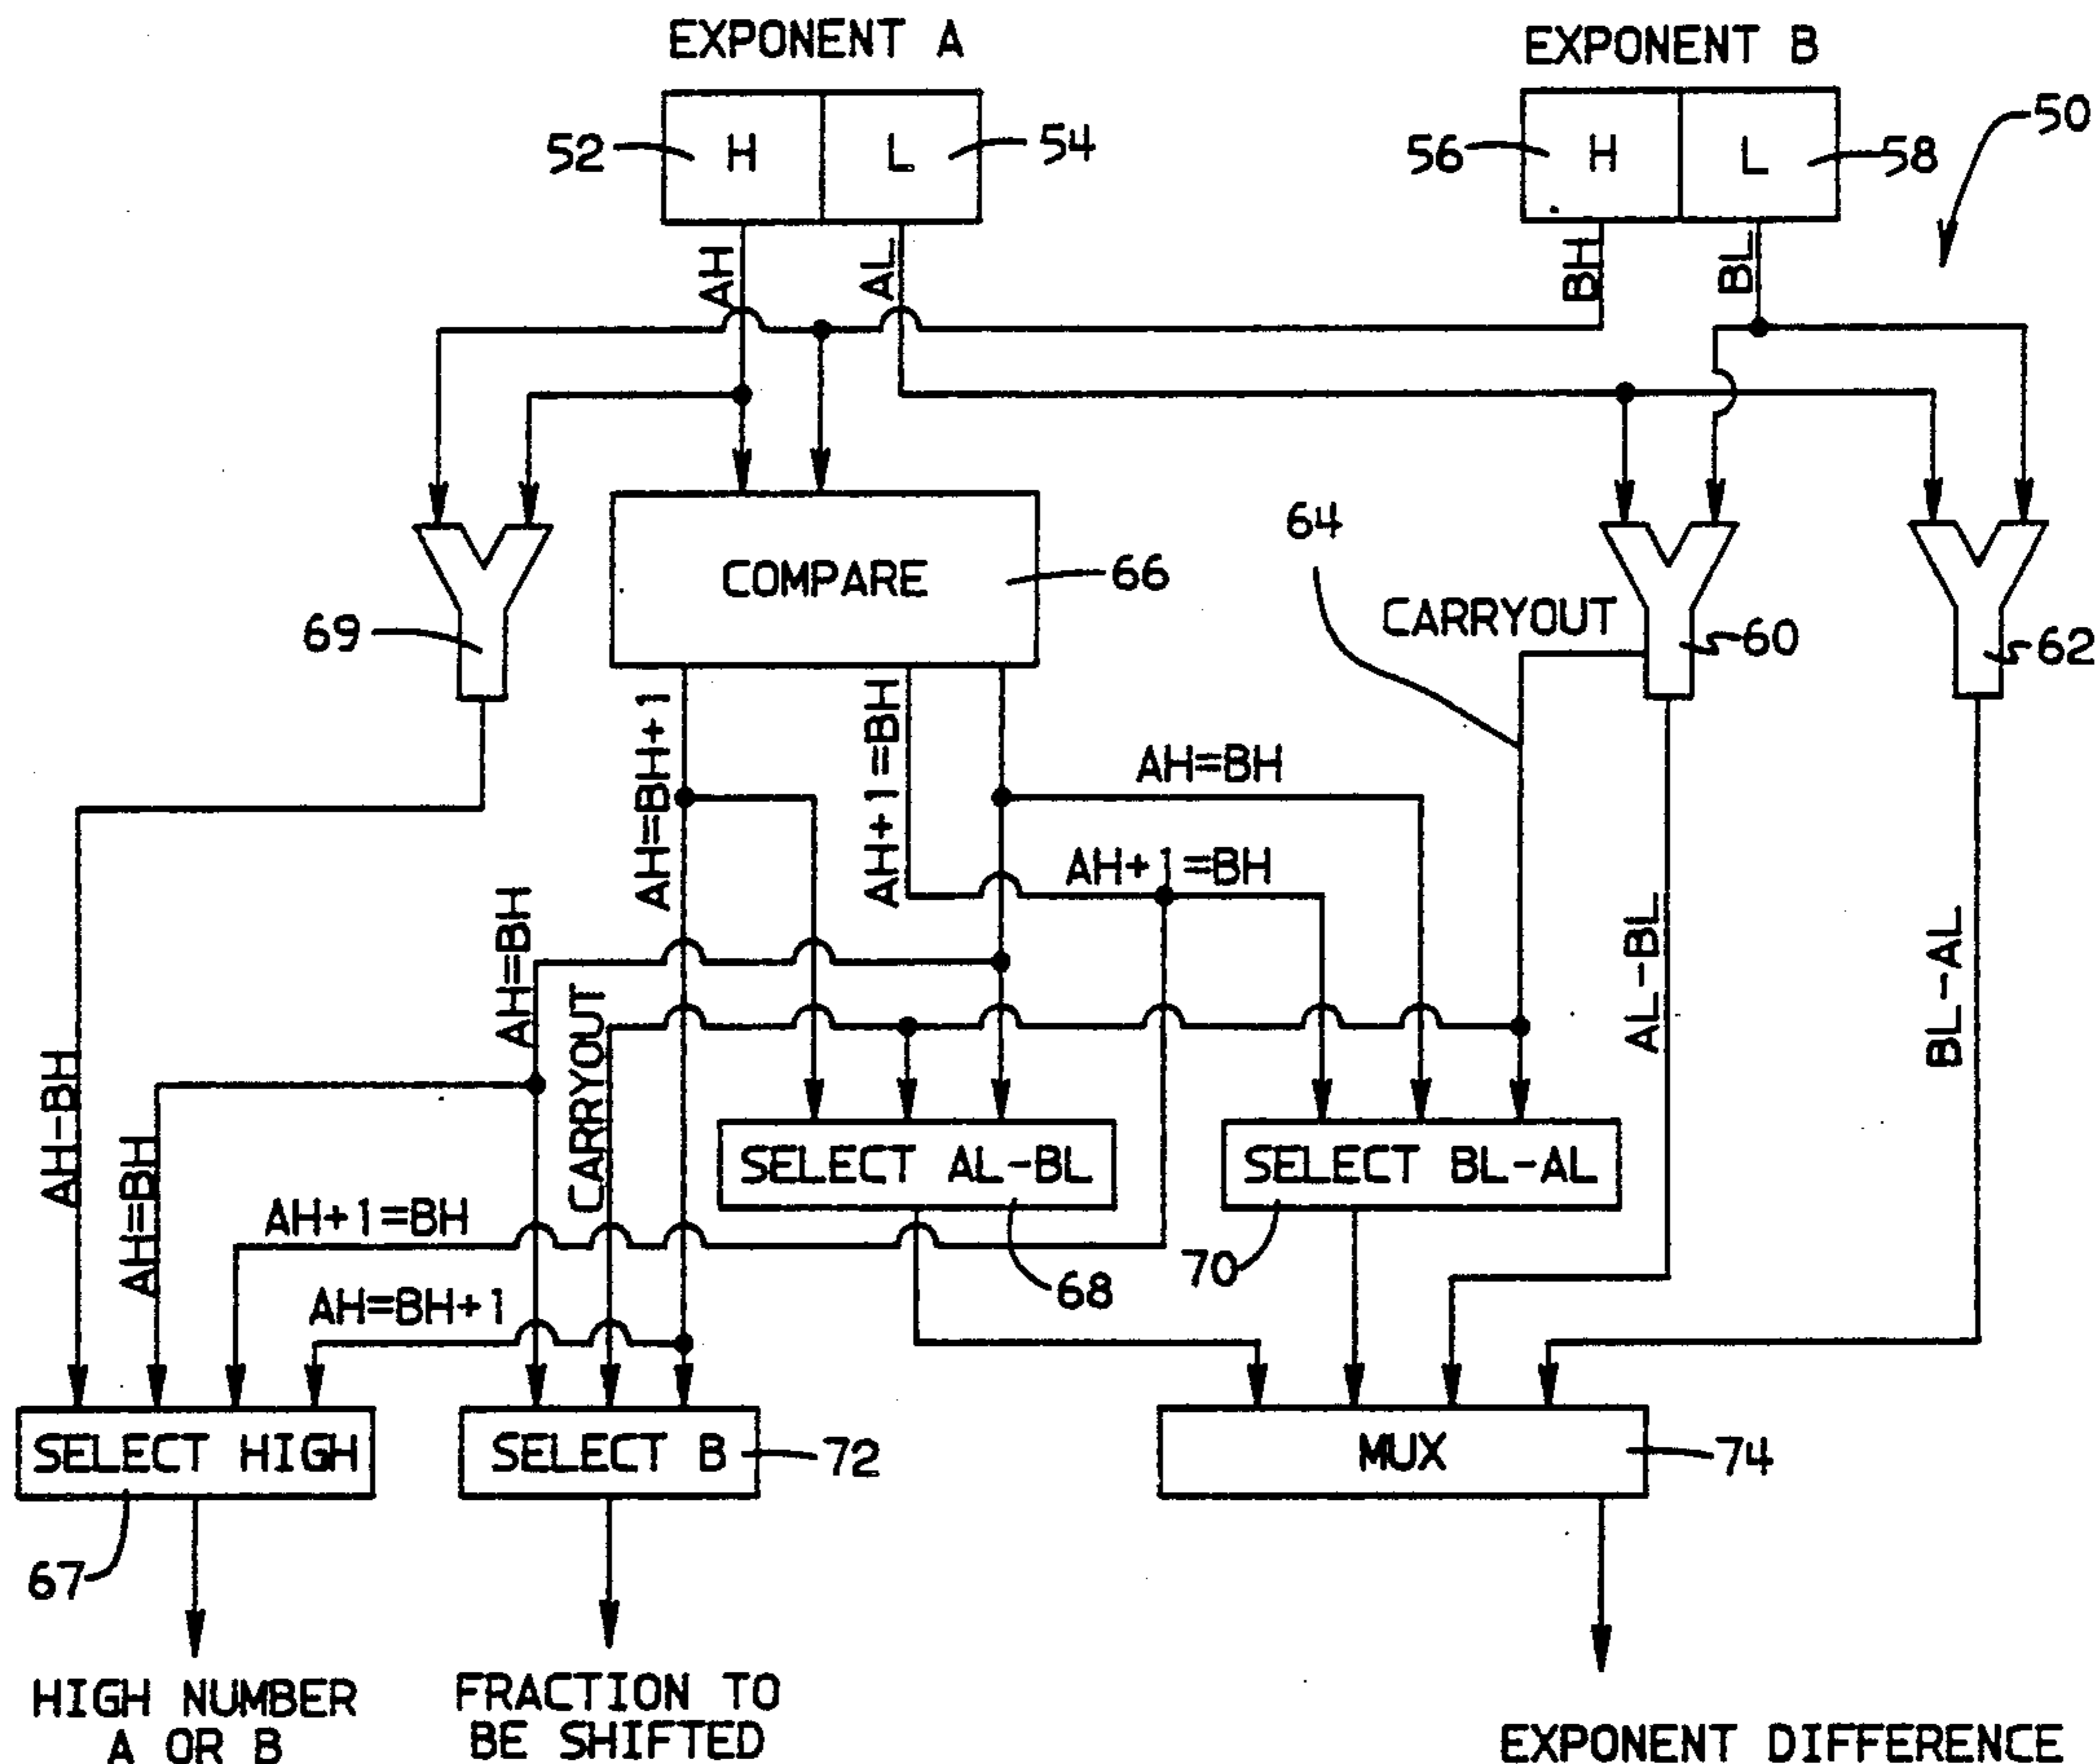 EXPONENT A
EXPONENT B
50
52
H
L
54
56
H
L
58
AH
AL
BH
BL
64
COMPARE
66
CARRYOUT
60
62
69
AH=BH+1
AH+1=BH
AH=BH
AH+1=BH
AH=BH
CARRYOUT
AL-BL
BL-AL
AH-BH
AH=BH
SELECT AL-BL
SELECT BL-AL
AH+1=BH
68
70
AH=BH+1
SELECT HIGH
SELECT B
72
MUX
74
67
HIGH NUMBER
A OR B
FRACTION TO
BE SHIFTED
EXPONENT DIFFERENCE